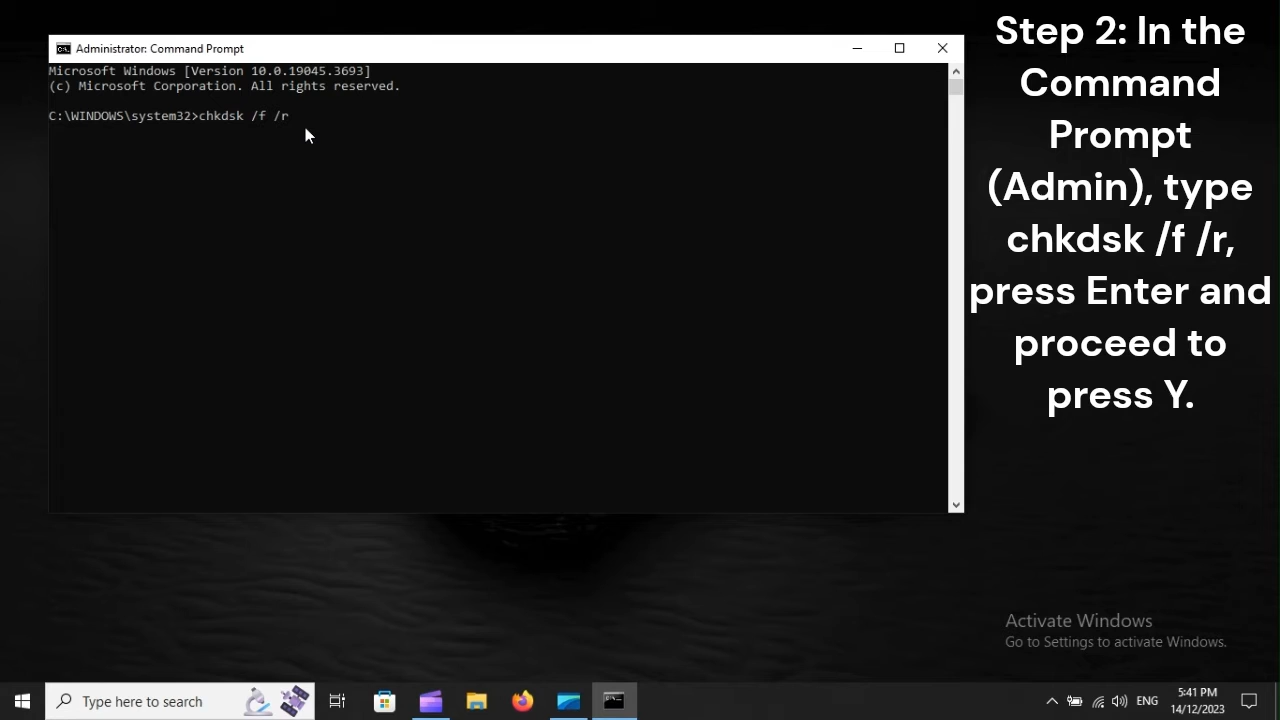 Administrator: Command Prompt
Microsoft Windows [Version 10.0.19045.3693]
(c) Microsoft Corporation. All rights reserved.
C:\WINDOWS\system32>chkdsk /f /r
Step 2: In the
Command
Prompt
(Admin), type
chkdsk /f /r,
press Enter and
proceed to
press Y.
Activate Windows
Go to Settings to activate Windows.
Type here to search
ENG
5:41 PM
14/12/2023